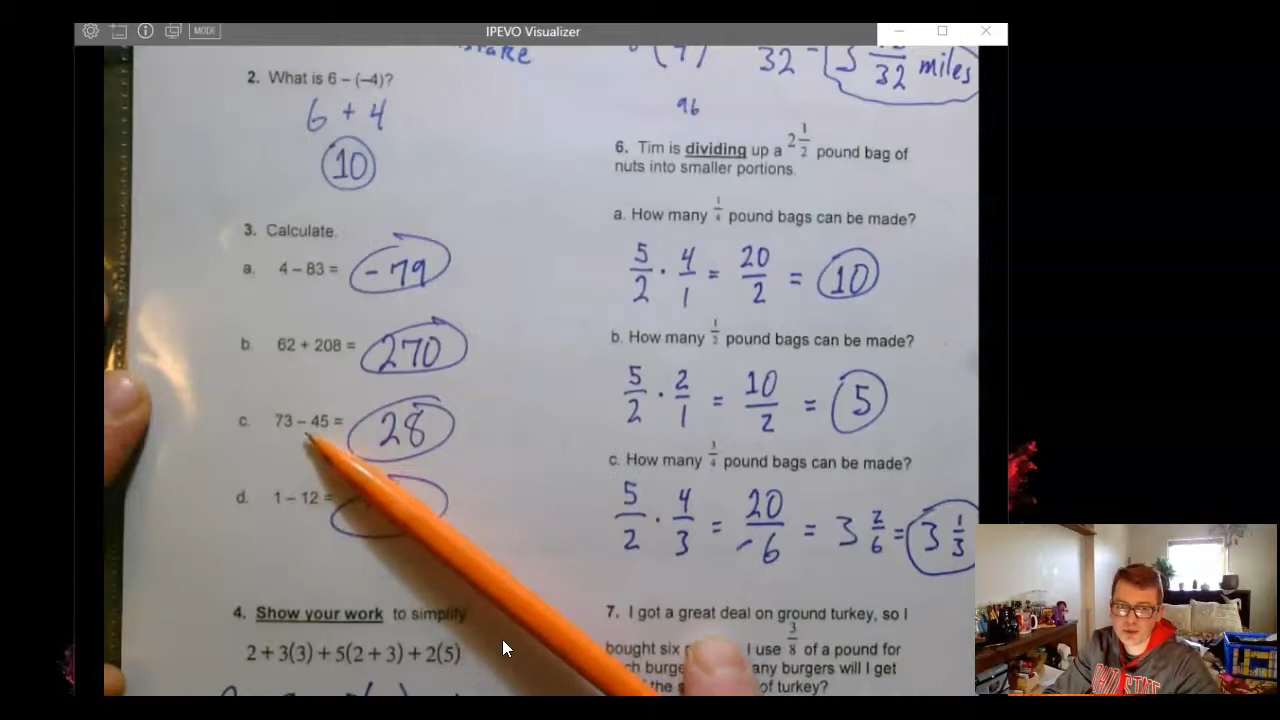 MODE
IPEVO Visualizer
2. What is 6 – (–4)?
6 + 4
10
3. Calculate.
a. 4 – 83 = -79
b. 62 + 208 = 270
c. 73 – 45 = 28
d. 1 – 12 =
4. Show your work to simplify
2 + 3(3) + 5(2 + 3) + 2(5)
32
32 miles
96
6. Tim is dividing up a 2 1/2 pound bag of
nuts into smaller portions.
a. How many 1/4 pound bags can be made?
5/2 · 4/1 = 20/2 = 10
b. How many 1/2 pound bags can be made?
5/2 · 2/1 = 10/2 = 5
c. How many 3/4 pound bags can be made?
5/2 · 4/3 = 20/6 = 3 2/6 = 3 1/3
7. I got a great deal on ground turkey, so I
bought six I use 3/8 of a pound for
burgers will I get
of turkey?
OHIO STATE